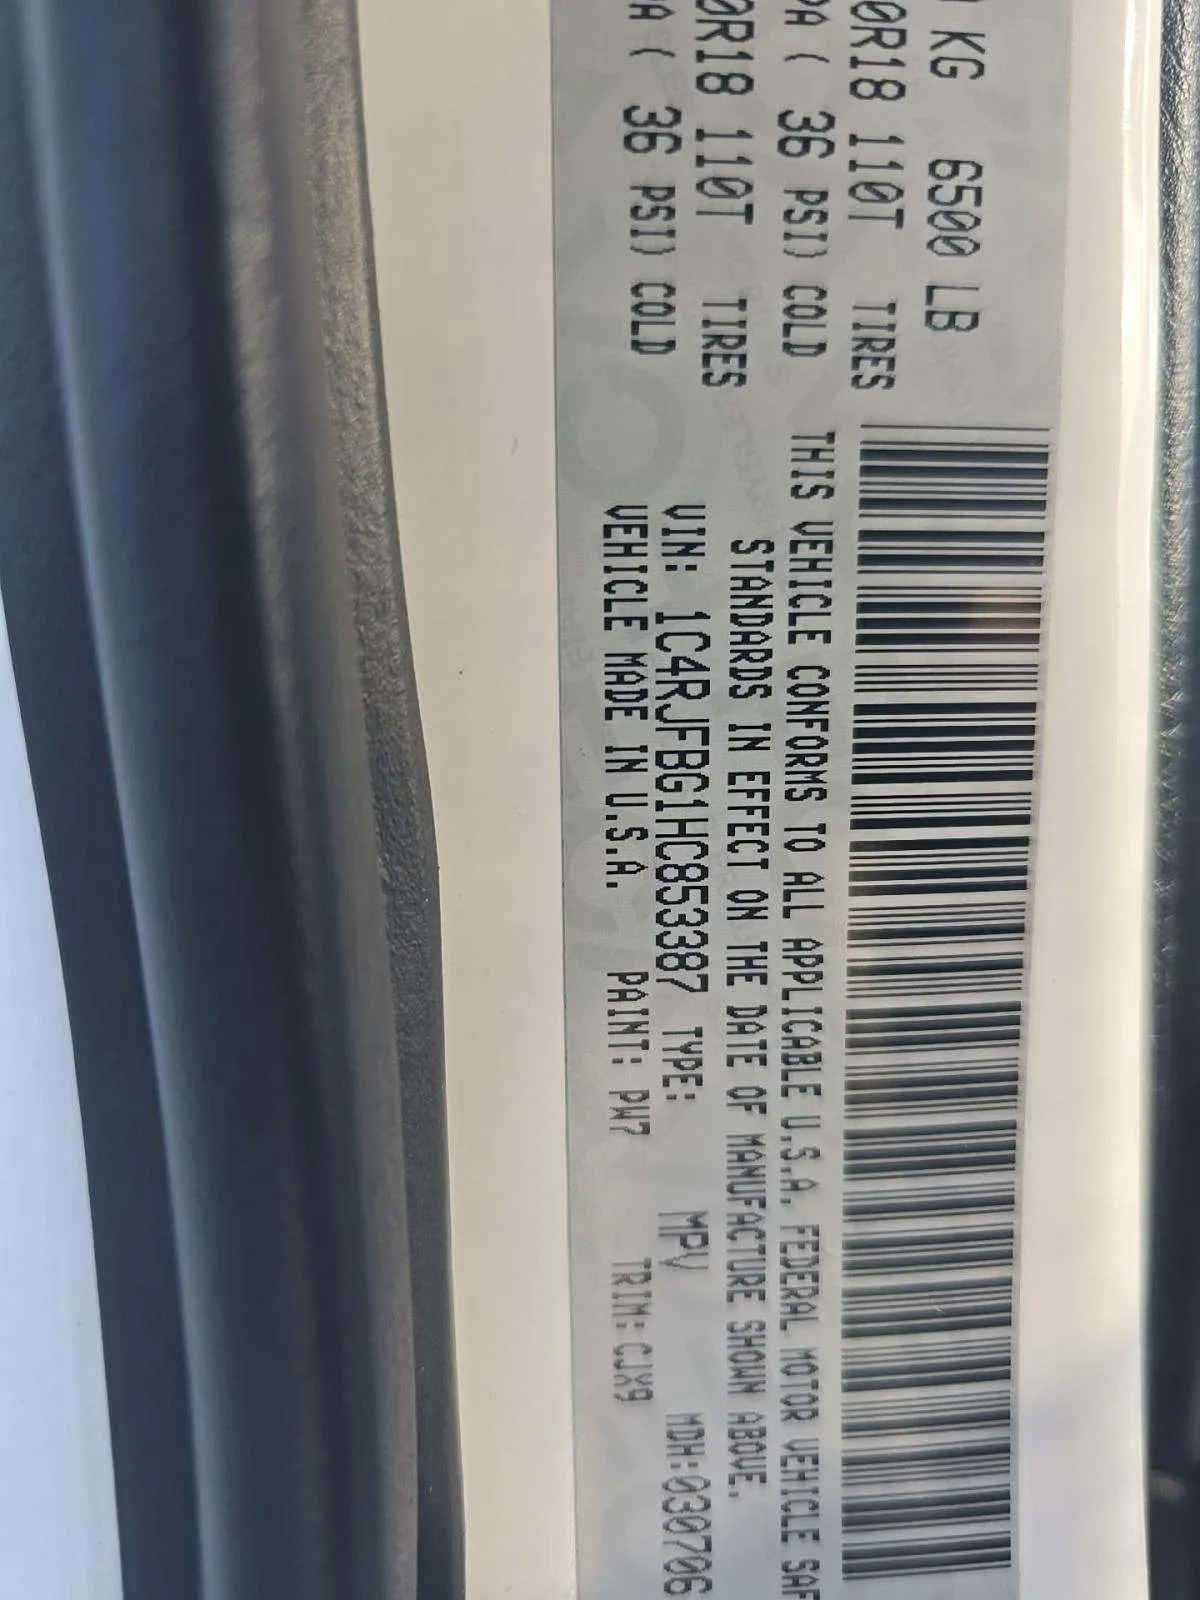 KG 6500 LB
0R18 110T TIRES
PA ( 36 PSI) COLD
0R18 110T TIRES
PA ( 36 PSI) COLD
THIS VEHICLE CONFORMS TO ALL APPLICABLE U.S.A. FEDERAL MOTOR VEHICLE SAF
STANDARDS IN EFFECT ON THE DATE OF MANUFACTURE SHOWN ABOVE.
VIN: 1C4RJFBG1HC853387 TYPE: MPV MDH:030706
VEHICLE MADE IN U.S.A. PAINT: PW7 TRIM: CJX9